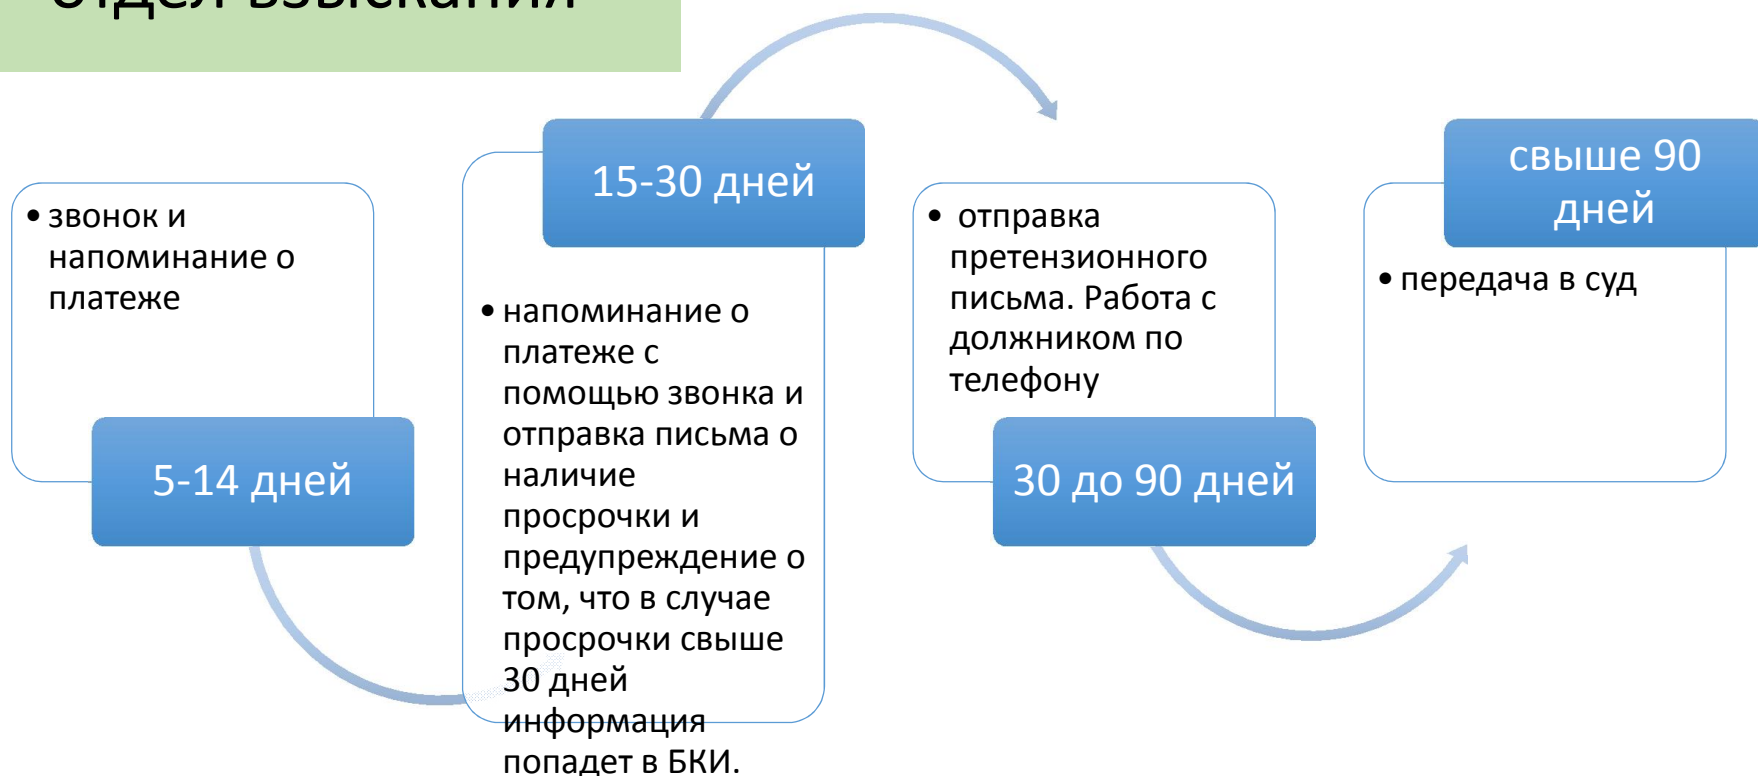 отдел взыскания
• звонок и
напоминание о
платеже
5-14 дней
15-30 дней
• напоминание о
платеже с
помощью звонка и
отправка письма о
наличие
просрочки и
предупреждение о
том, что в случае
просрочки свыше
30 дней
информация
попадет в БКИ.
• отправка
претензионного
письма. Работа с
должником по
телефону
30 до 90 дней
свыше 90
дней
• передача в суд